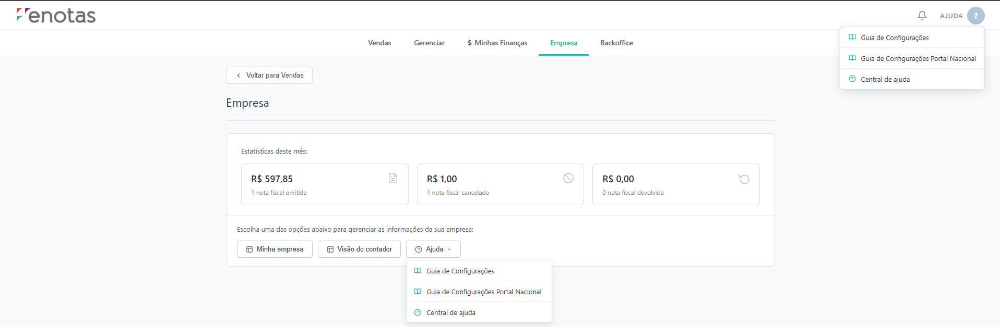 enotas
AJUDA ?
Guia de Configurações
Guia de Configurações Portal Nacional
Central de ajuda
Vendas
Gerenciar
$ Minhas Finanças
Empresa
Backoffice
Voltar para Vendas
Empresa
Estatísticas deste mês:
R$ 597,85
1 nota fiscal emitida
R$ 1,00
1 nota fiscal cancelada
R$ 0,00
0 nota fiscal devolvida
Escolha uma das opções abaixo para gerenciar as informações da sua empresa:
Minha empresa
Visão do contador
Ajuda
Guia de Configurações
Guia de Configurações Portal Nacional
Central de ajuda